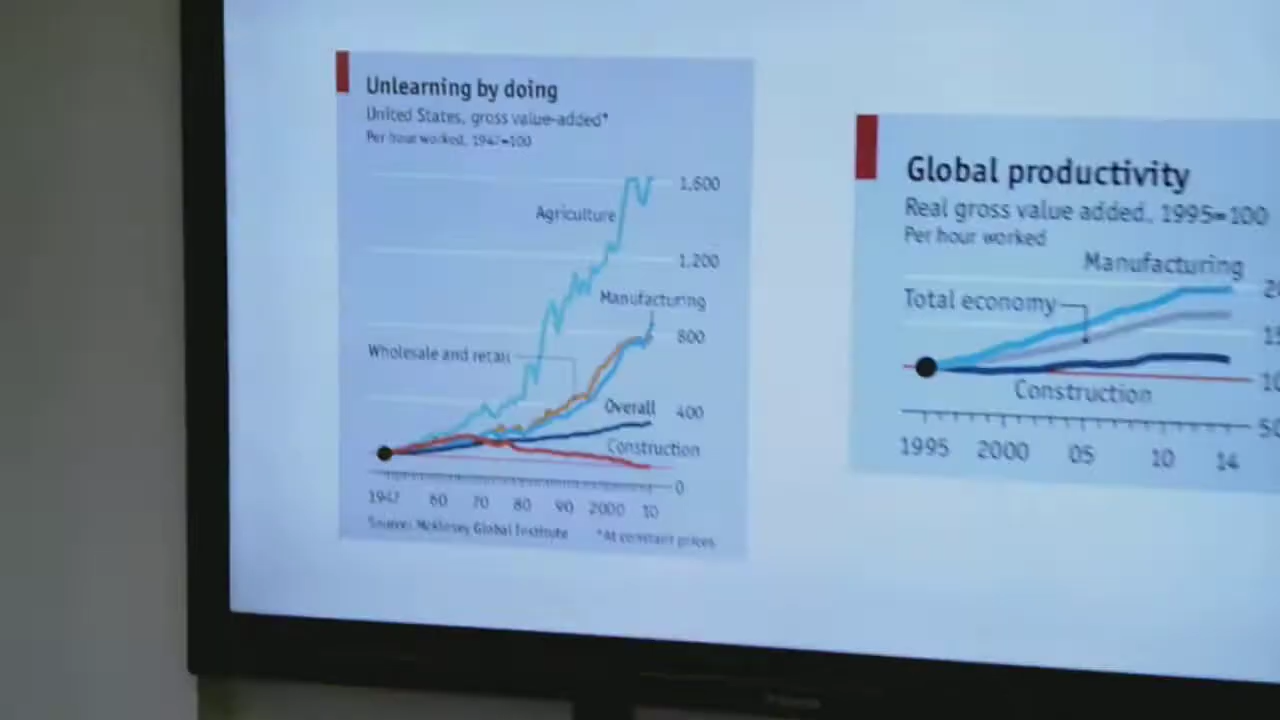 Unlearning by doing
United States, gross value-added*
Per hour worked, 1947=100
1,600
Agriculture
1,200
Manufacturing
800
Wholesale and retail
Overall
400
Construction
0
1947 60 70 80 90 2000 10
Source: McKinsey Global Institute *At constant prices
Global productivity
Real gross value added, 1995=100
Per hour worked
Manufacturing
Total economy
Construction
1995 2000 05 10 14